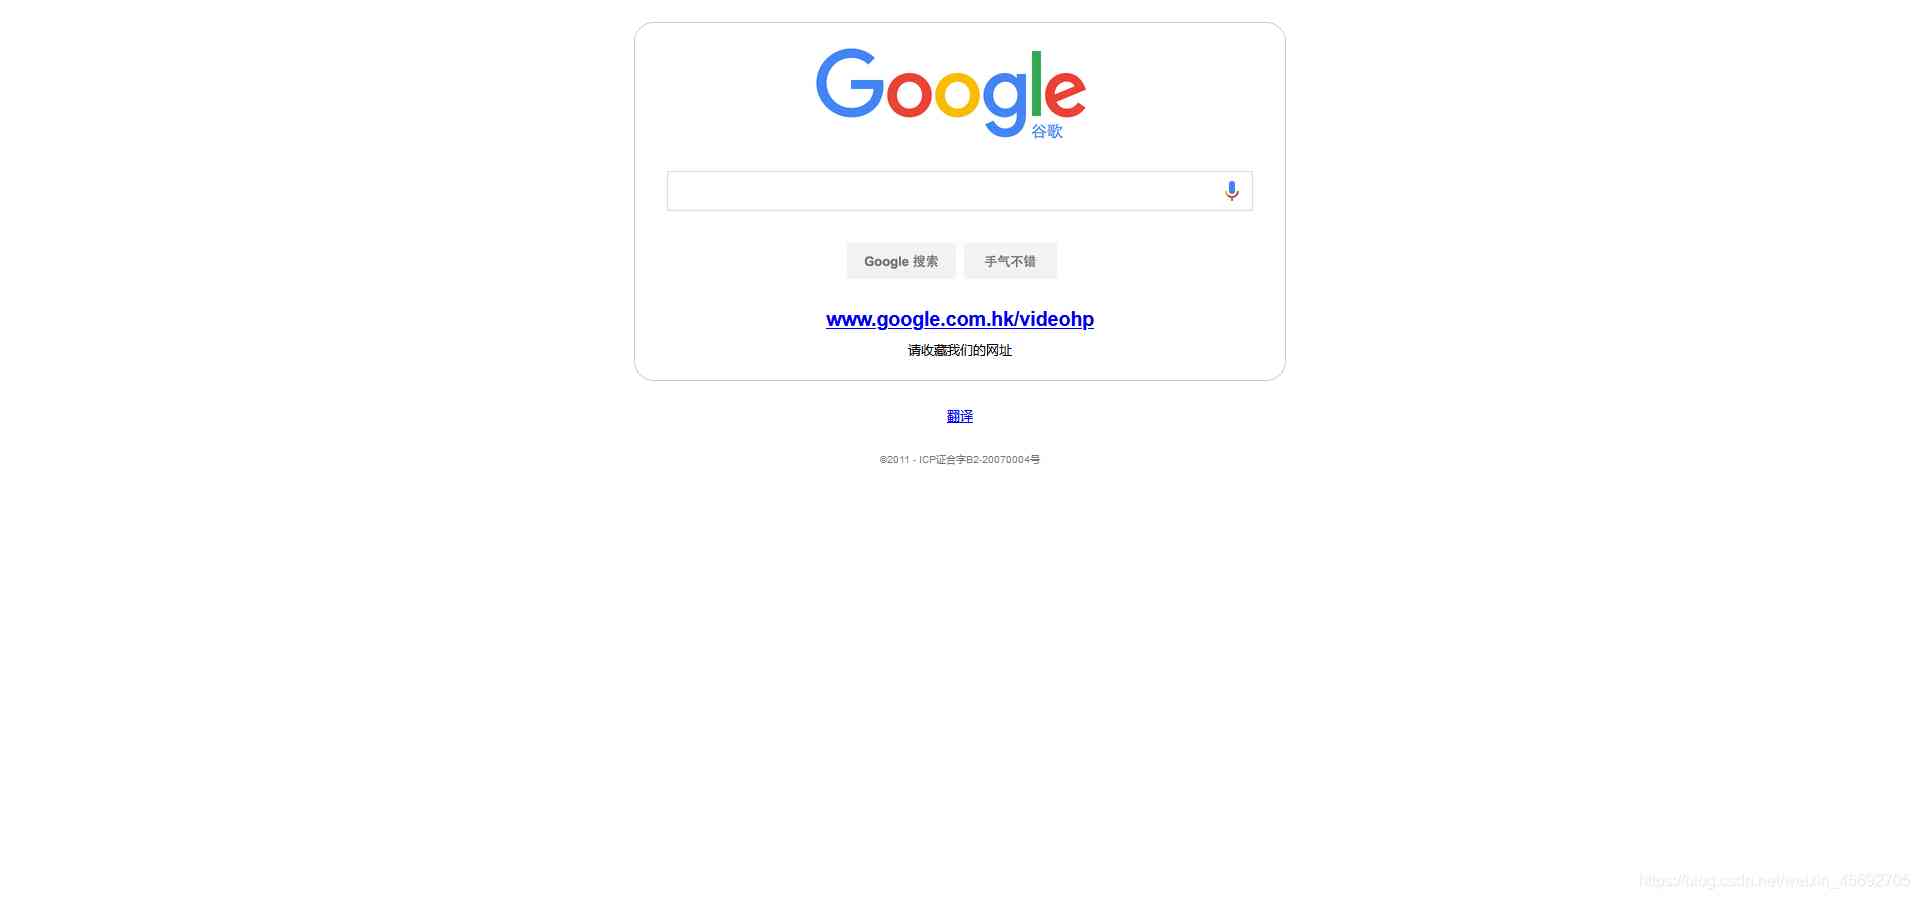 Google
谷歌
Google 搜索 手气不错
www.google.com.hk/videohp
请收藏我们的网址
翻译
©2011 - ICP证合字B2-20070004号
https://blog.csdn.net/weixin_45692705